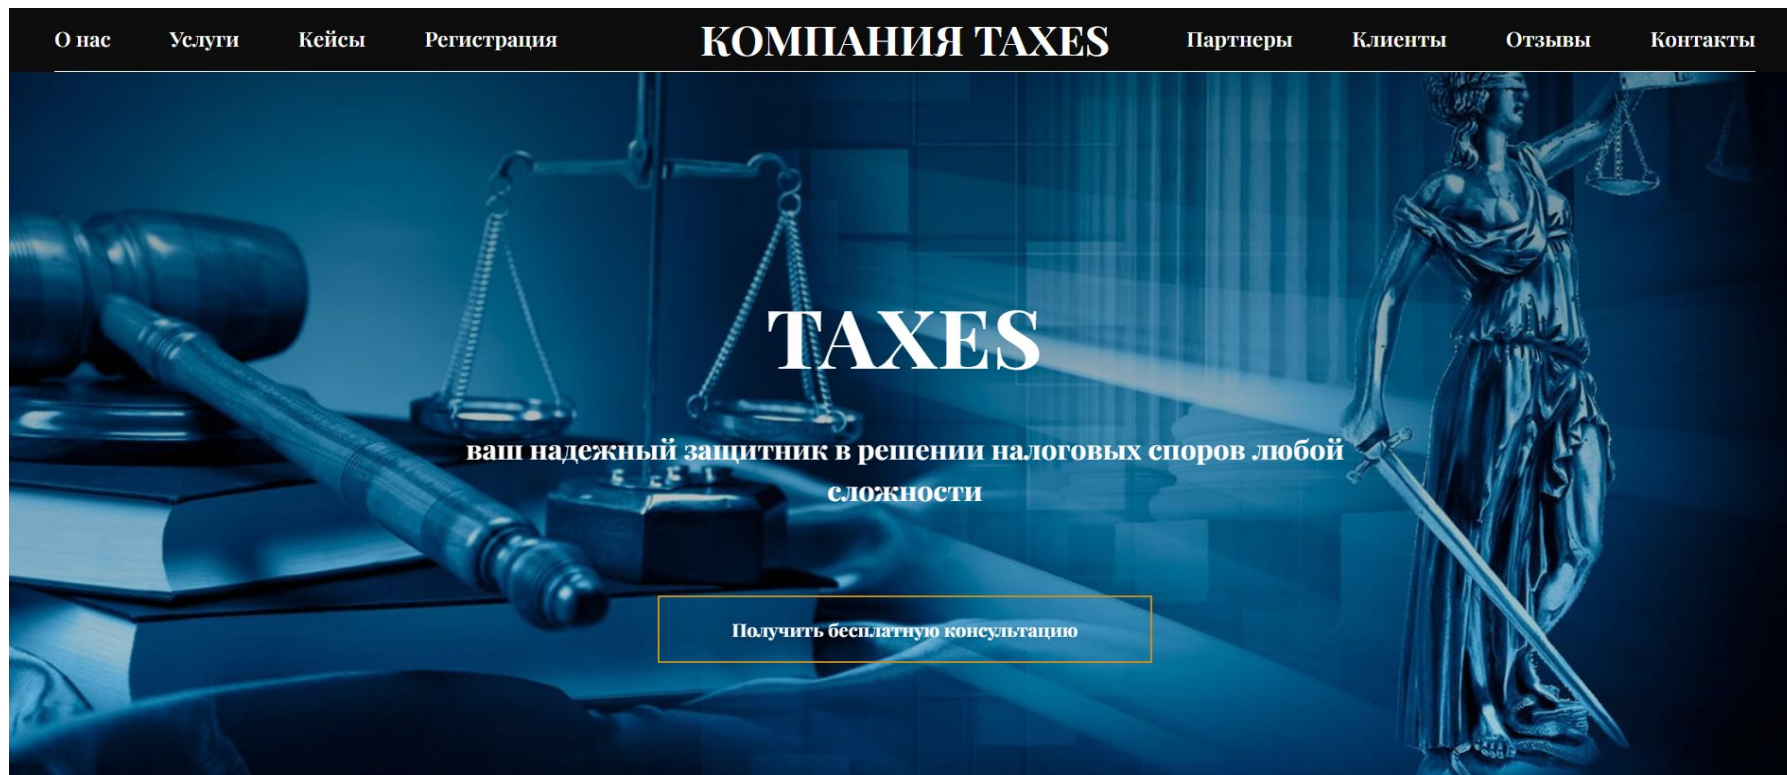 О нас Услуги Кейсы Регистрация КОМПАНИЯ TAXES Партнеры Клиенты Отзывы Контакты
TAXES
ваш надежный защитник в решении налоговых споров любой
сложности
Получить бесплатную консультацию